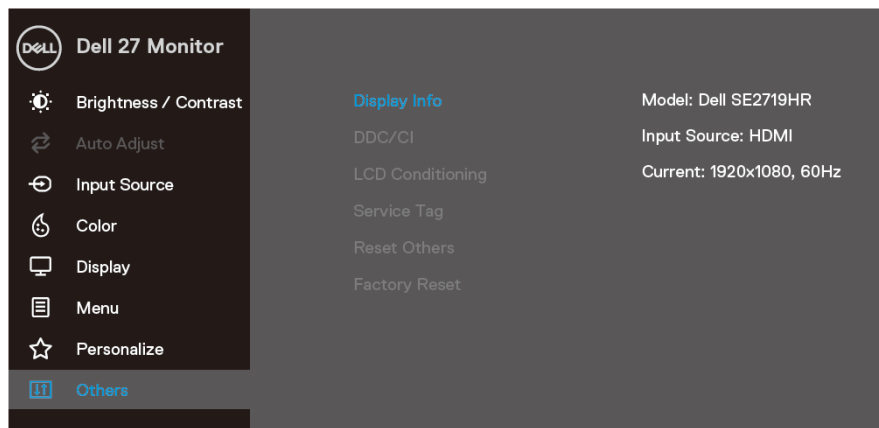 DELL
Dell 27 Monitor
Brightness / Contrast
Auto Adjust
Input Source
Color
Display
Menu
Personalize
Others
Display Info
DDC/CI
LCD Conditioning
Service Tag
Reset Others
Factory Reset
Model: Dell SE2719HR
Input Source: HDMI
Current: 1920x1080, 60Hz